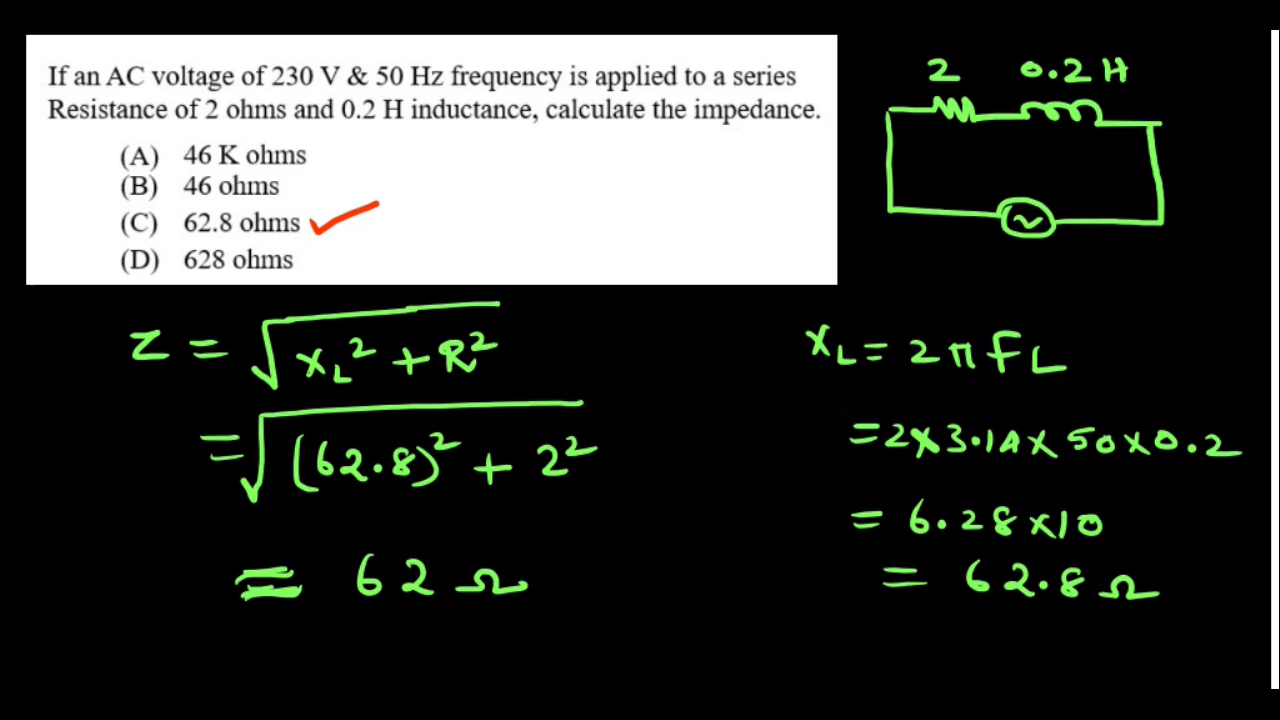 If an AC voltage of 230 V & 50 Hz frequency is applied to a series
Resistance of 2 ohms and 0.2 H inductance, calculate the impedance.
(A) 46 K ohms
(B) 46 ohms
(C) 62.8 ohms
(D) 628 ohms
2 0.2 H
Z = √(X_L² + R²)
= √((62.8)² + 2²)
= 62 Ω
X_L = 2πFL
= 2×3.14×50×0.2
= 6.28×10
= 62.8 Ω